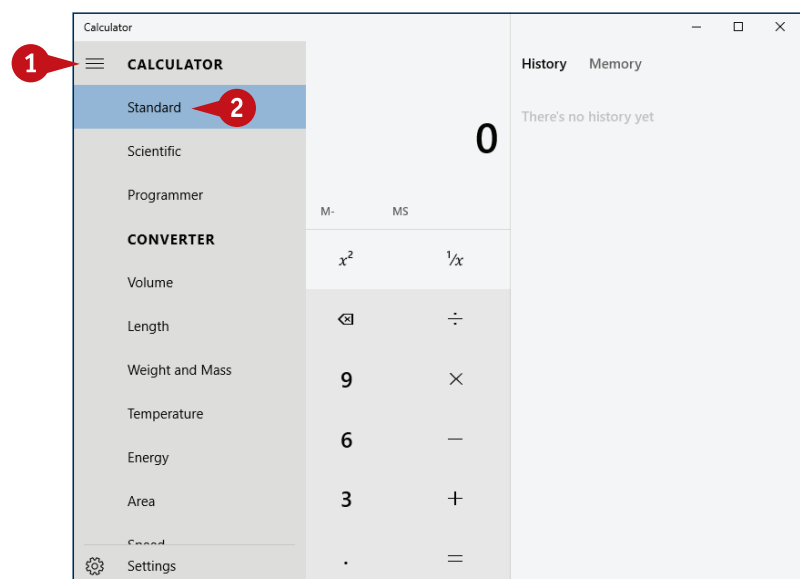 Calculator
1
CALCULATOR
Standard
2
Scientific
Programmer
CONVERTER
Volume
Length
Weight and Mass
Temperature
Energy
Area
Speed
Settings
0
M-
MS
x²
¹/x
÷
9
×
6
−
3
+
.
=
History
Memory
There's no history yet